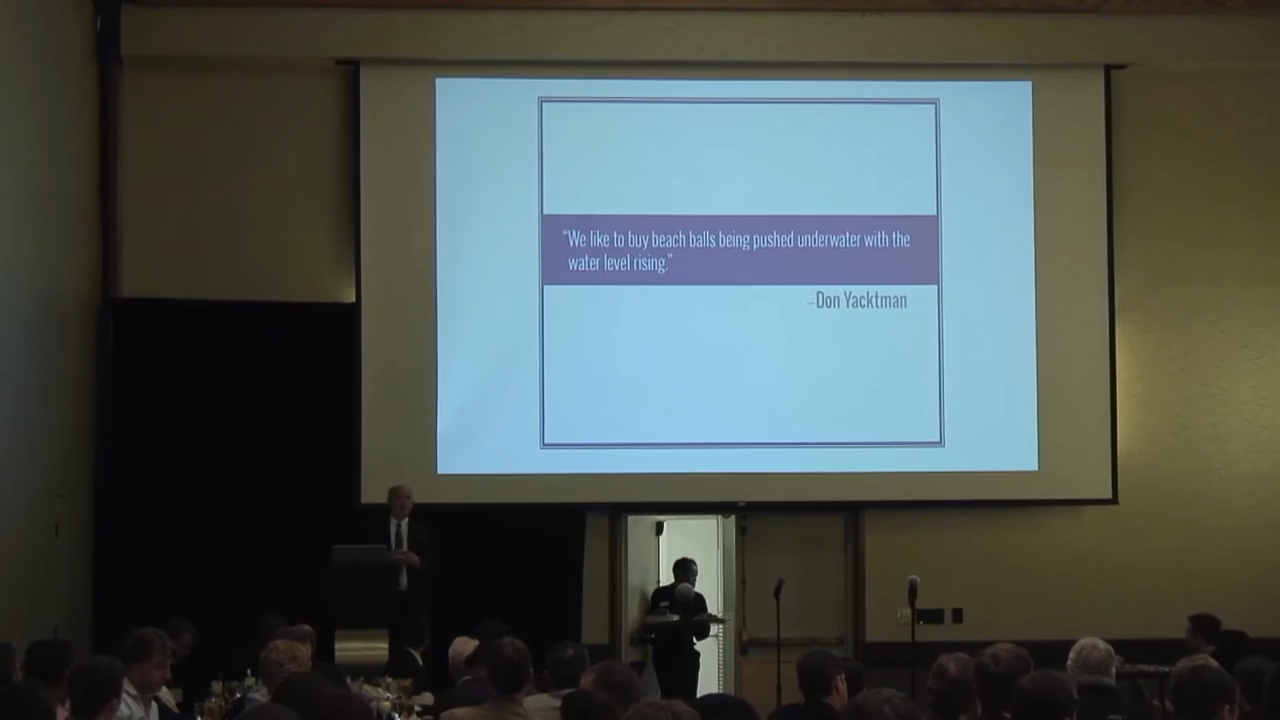 “We like to buy beach balls being pushed underwater with the
water level rising.”
–Don Yacktman